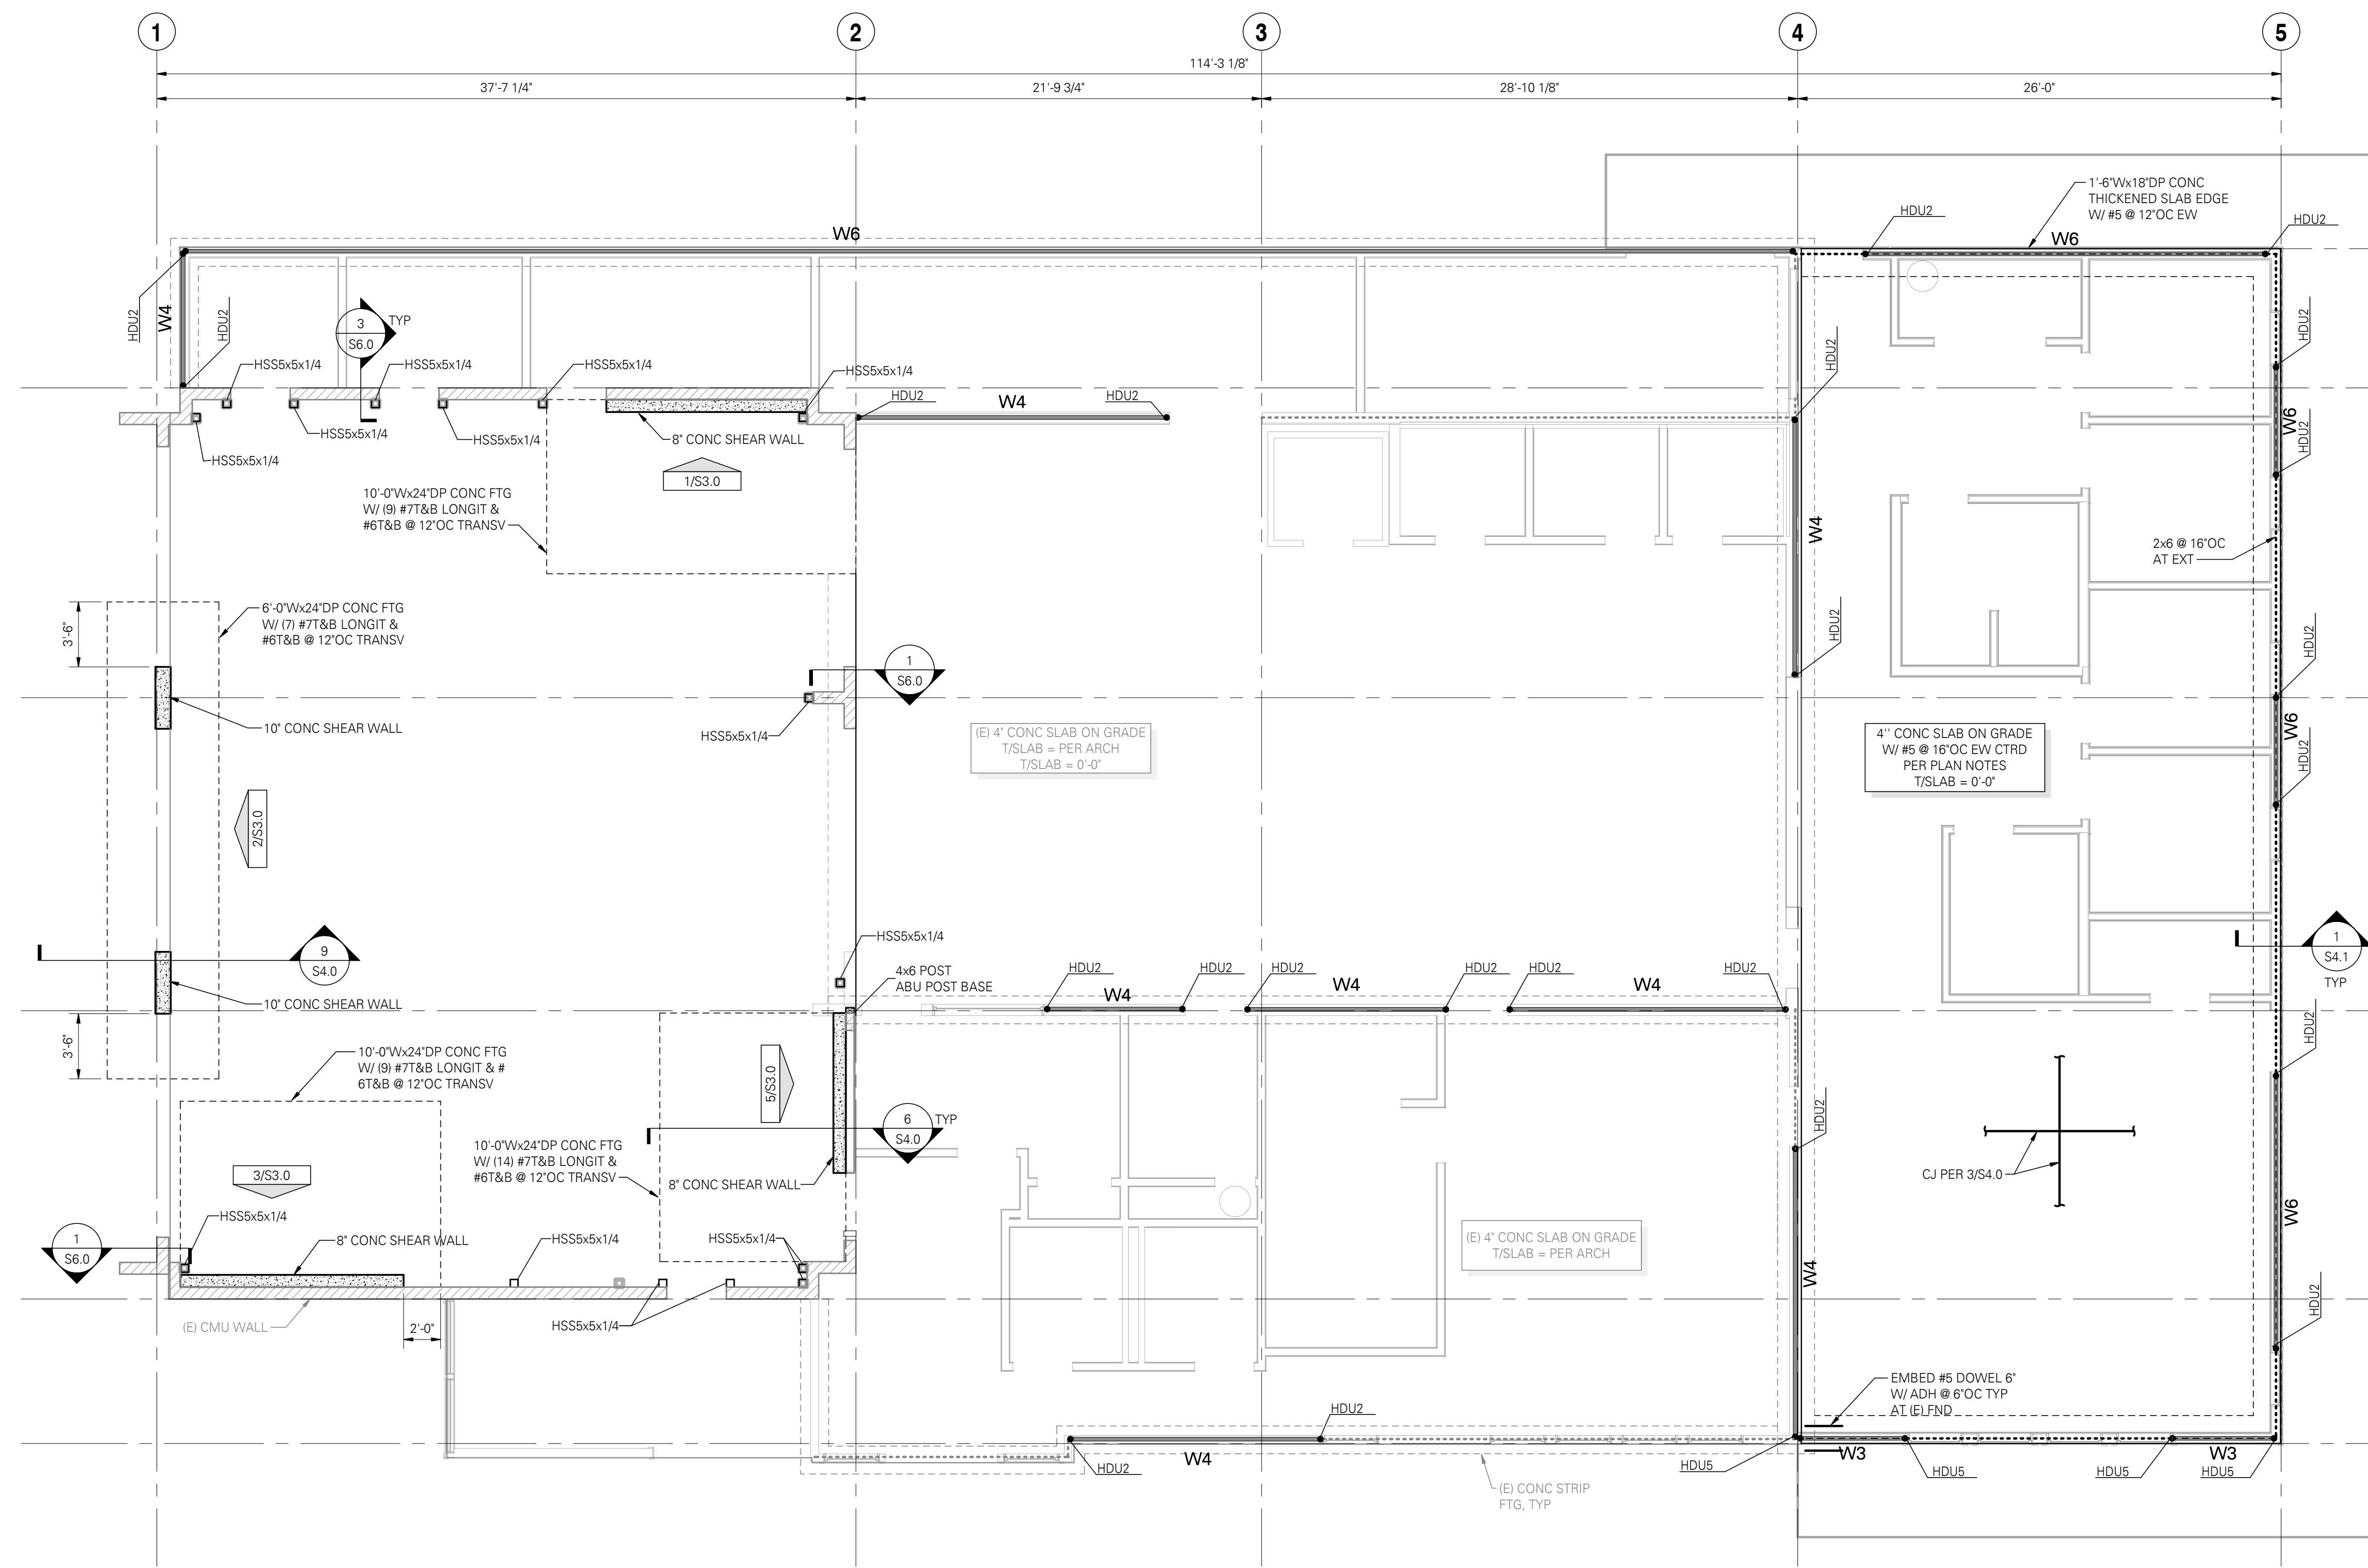 1
2
3
4
5
114'-3 1/8"
37'-7 1/4"
21'-9 3/4"
28'-10 1/8"
26'-0"
1'-6"Wx18"DP CONC
THICKENED SLAB EDGE
W/ #5 @ 12"OC EW
HDU2
HDU2
W6
W6
HDU2
W4
HDU2
3
S6.0
TYP
HSS5x5x1/4
HSS5x5x1/4
HSS5x5x1/4
HSS5x5x1/4
HSS5x5x1/4
HSS5x5x1/4
HSS5x5x1/4
HDU2
W4
HDU2
8" CONC SHEAR WALL
1/S3.0
10'-0"Wx24"DP CONC FTG
W/ (9) #7T&B LONGIT &
#6T&B @ 12"OC TRANSV
HDU2
W4
HDU2
HDU2
W6
HDU2
2x6 @ 16"OC
AT EXT
3'-6"
6'-0"Wx24"DP CONC FTG
W/ (7) #7T&B LONGIT &
#6T&B @ 12"OC TRANSV
10" CONC SHEAR WALL
1
S6.0
HSS5x5x1/4
(E) 4" CONC SLAB ON GRADE
T/SLAB = PER ARCH
T/SLAB = 0'-0"
4'' CONC SLAB ON GRADE
W/ #5 @ 16"OC EW CTRD
PER PLAN NOTES
T/SLAB = 0'-0"
HDU2
W6
HDU2
2/S3.0
9
S4.0
10" CONC SHEAR WALL
3'-6"
HSS5x5x1/4
4x6 POST
ABU POST BASE
HDU2
W4
HDU2
HDU2
W4
HDU2
HDU2
W4
HDU2
1
S4.1
TYP
HDU2
10'-0"Wx24"DP CONC FTG
W/ (9) #7T&B LONGIT & #
6T&B @ 12"OC TRANSV
5/S3.0
6
S4.0
TYP
HDU2
10'-0"Wx24"DP CONC FTG
W/ (14) #7T&B LONGIT &
#6T&B @ 12"OC TRANSV
8" CONC SHEAR WALL
CJ PER 3/S4.0
3/S3.0
HSS5x5x1/4
1
S6.0
8" CONC SHEAR WALL
HSS5x5x1/4
HSS5x5x1/4
(E) 4" CONC SLAB ON GRADE
T/SLAB = PER ARCH
W4
W6
HDU2
(E) CMU WALL
2'-0"
HSS5x5x1/4
EMBED #5 DOWEL 6"
W/ ADH @ 6"OC TYP
AT (E) FND
HDU2
HDU2
W4
HDU5
W3
HDU5
HDU5
W3
HDU5
(E) CONC STRIP
FTG, TYP